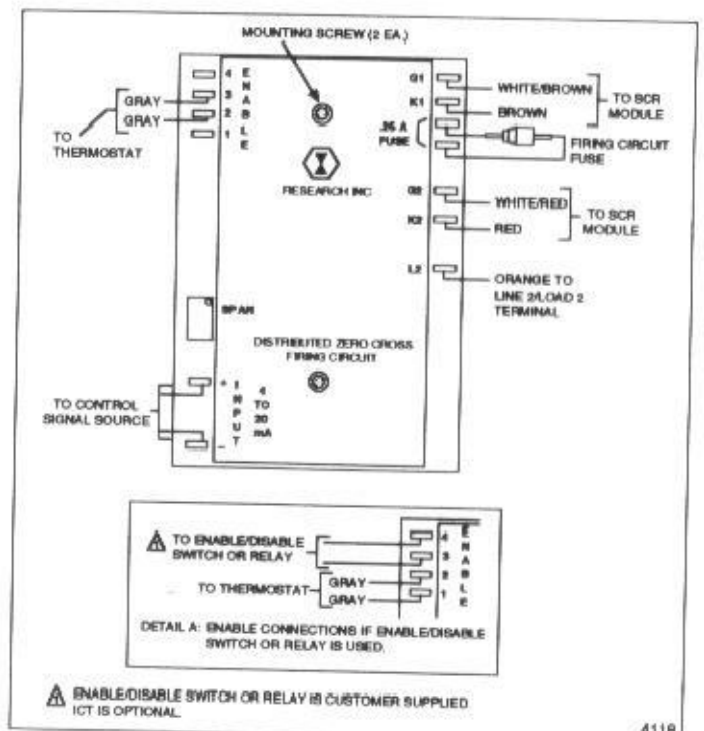 MOUNTING SCREW (2 EA.)
4
3
2
1
ENABLE
GRAY
GRAY
TO
THERMOSTAT
G1
WHITE/BROWN
K1
BROWN
TO SCR
MODULE
.25 A
FUSE
FIRING CIRCUIT
FUSE
RESEARCH INC
G2
WHITE/RED
K2
RED
TO SCR
MODULE
L2
ORANGE TO
LINE 2/LOAD 2
TERMINAL
SPAN
DISTRIBUTED ZERO CROSS
FIRING CIRCUIT
TO CONTROL
SIGNAL SOURCE
+
INPUT
-
4
TO
20
mA
TO ENABLE/DISABLE
SWITCH OR RELAY
4
3
2
1
ENABLE
TO THERMOSTAT
GRAY
GRAY
DETAIL A: ENABLE CONNECTIONS IF ENABLE/DISABLE
SWITCH OR RELAY IS USED.
ENABLE/DISABLE SWITCH OR RELAY IS CUSTOMER SUPPLIED
ICT IS OPTIONAL
4118